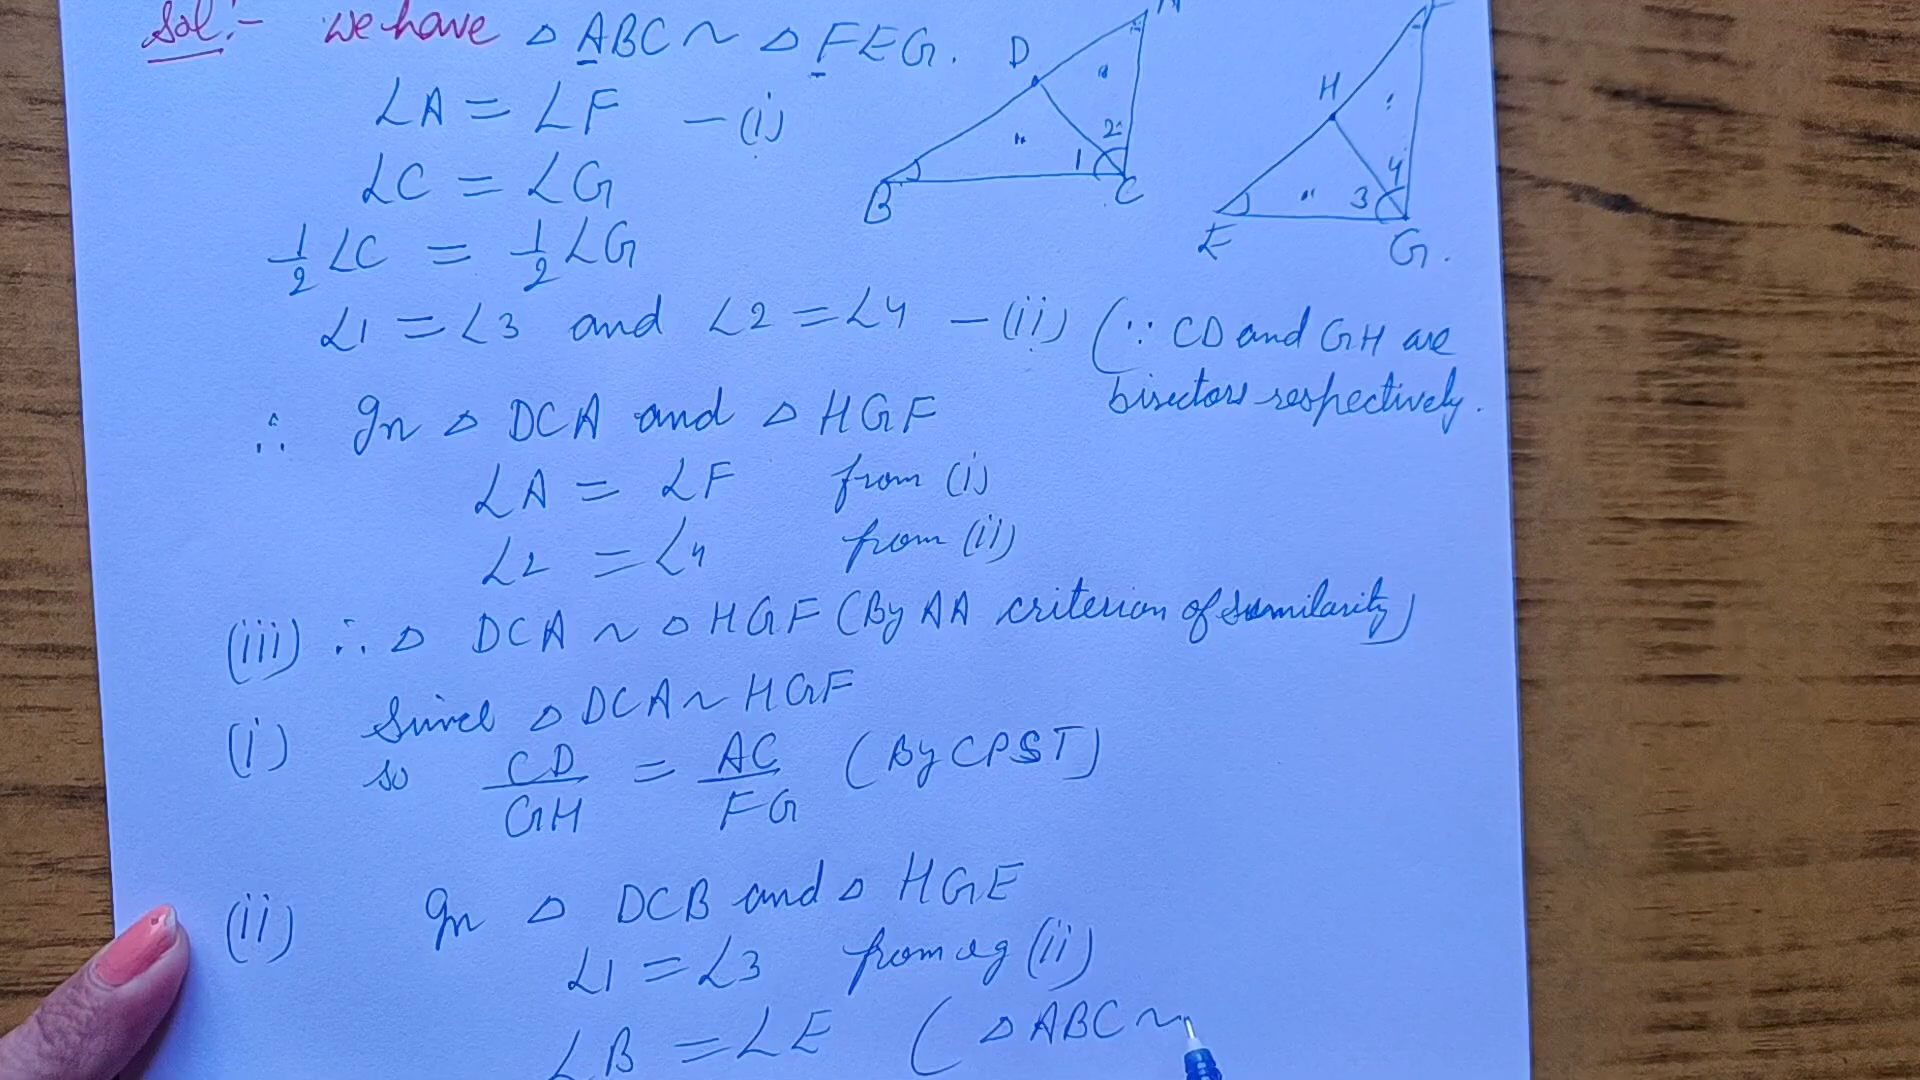 Sol:- We have △ ABC ~ △ FEG.
∠A = ∠F - (i)
∠C = ∠G
1/2 ∠C = 1/2 ∠G
∠1 = ∠3 and ∠2 = ∠4 - (ii) (∵ CD and GH are
bisectors respectively.
D
B
C
1
2
H
E
G.
3
4
∴ In △ DCA and △ HGF
∠A = ∠F from (i)
∠2 = ∠4 from (ii)
(iii) ∴ △ DCA ~ △ HGF (By AA criterion of similarity)
(i) Since △ DCA ~ HGF
so CD/GH = AC/FG (By CPST)
(ii) In △ DCB and △ HGE
∠1 = ∠3 from eg (ii)
∠B = ∠E ( △ ABC ~